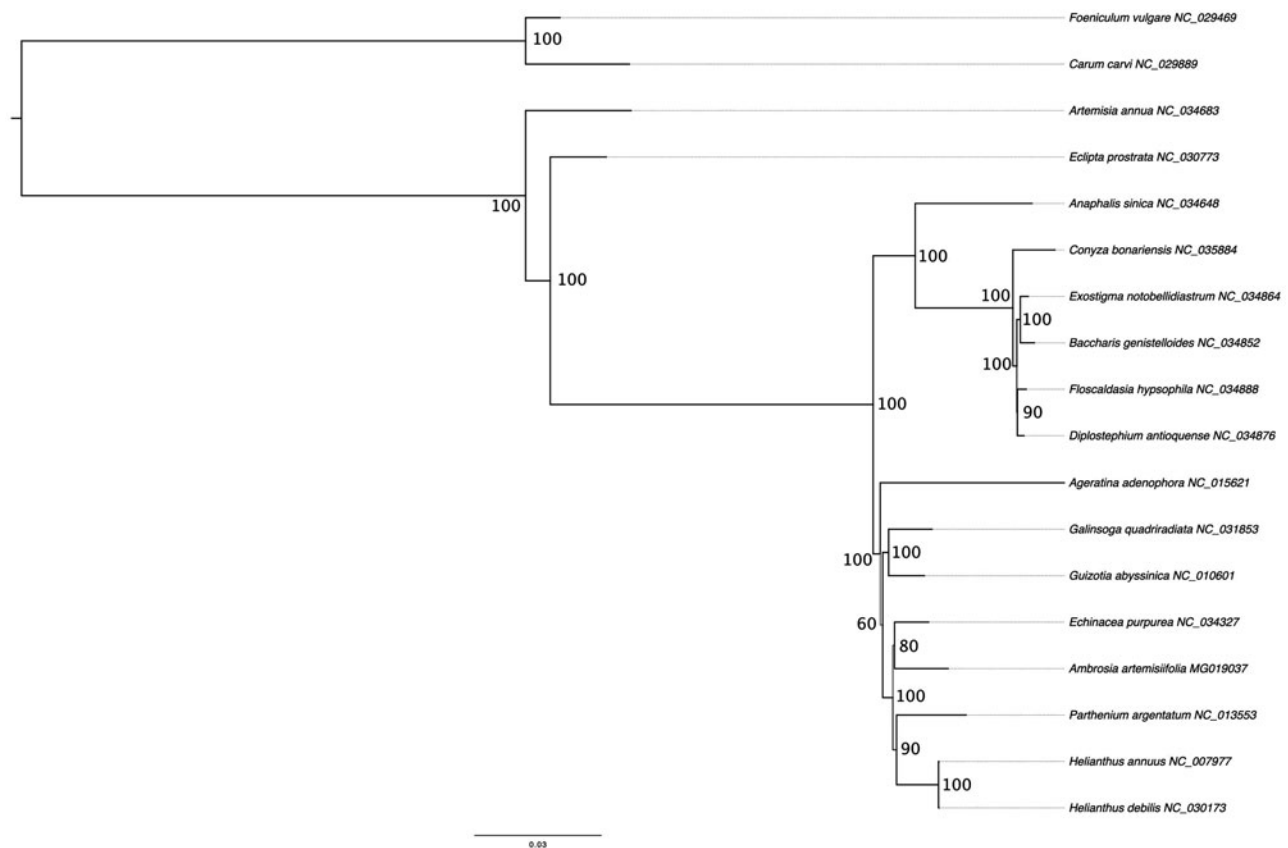 Foeniculum vulgare NC_029469
100
Carum carvi NC_029889
Artemisia annua NC_034683
Eclipta prostrata NC_030773
100
Anaphalis sinica NC_034648
100
Conyza bonariensis NC_035884
100
100
Exostigma notobellidiastrum NC_034864
100
Baccharis genistelloides NC_034852
100
Floscaldasia hypsophila NC_034888
100
90
Diplostephium antioquense NC_034876
Ageratina adenophora NC_015621
Galinsoga quadriradiata NC_031853
100
100
Guizotia abyssinica NC_010601
60
Echinacea purpurea NC_034327
80
Ambrosia artemisiifolia MG019037
100
Parthenium argentatum NC_013553
90
Helianthus annuus NC_007977
100
Helianthus debilis NC_030173
0.03